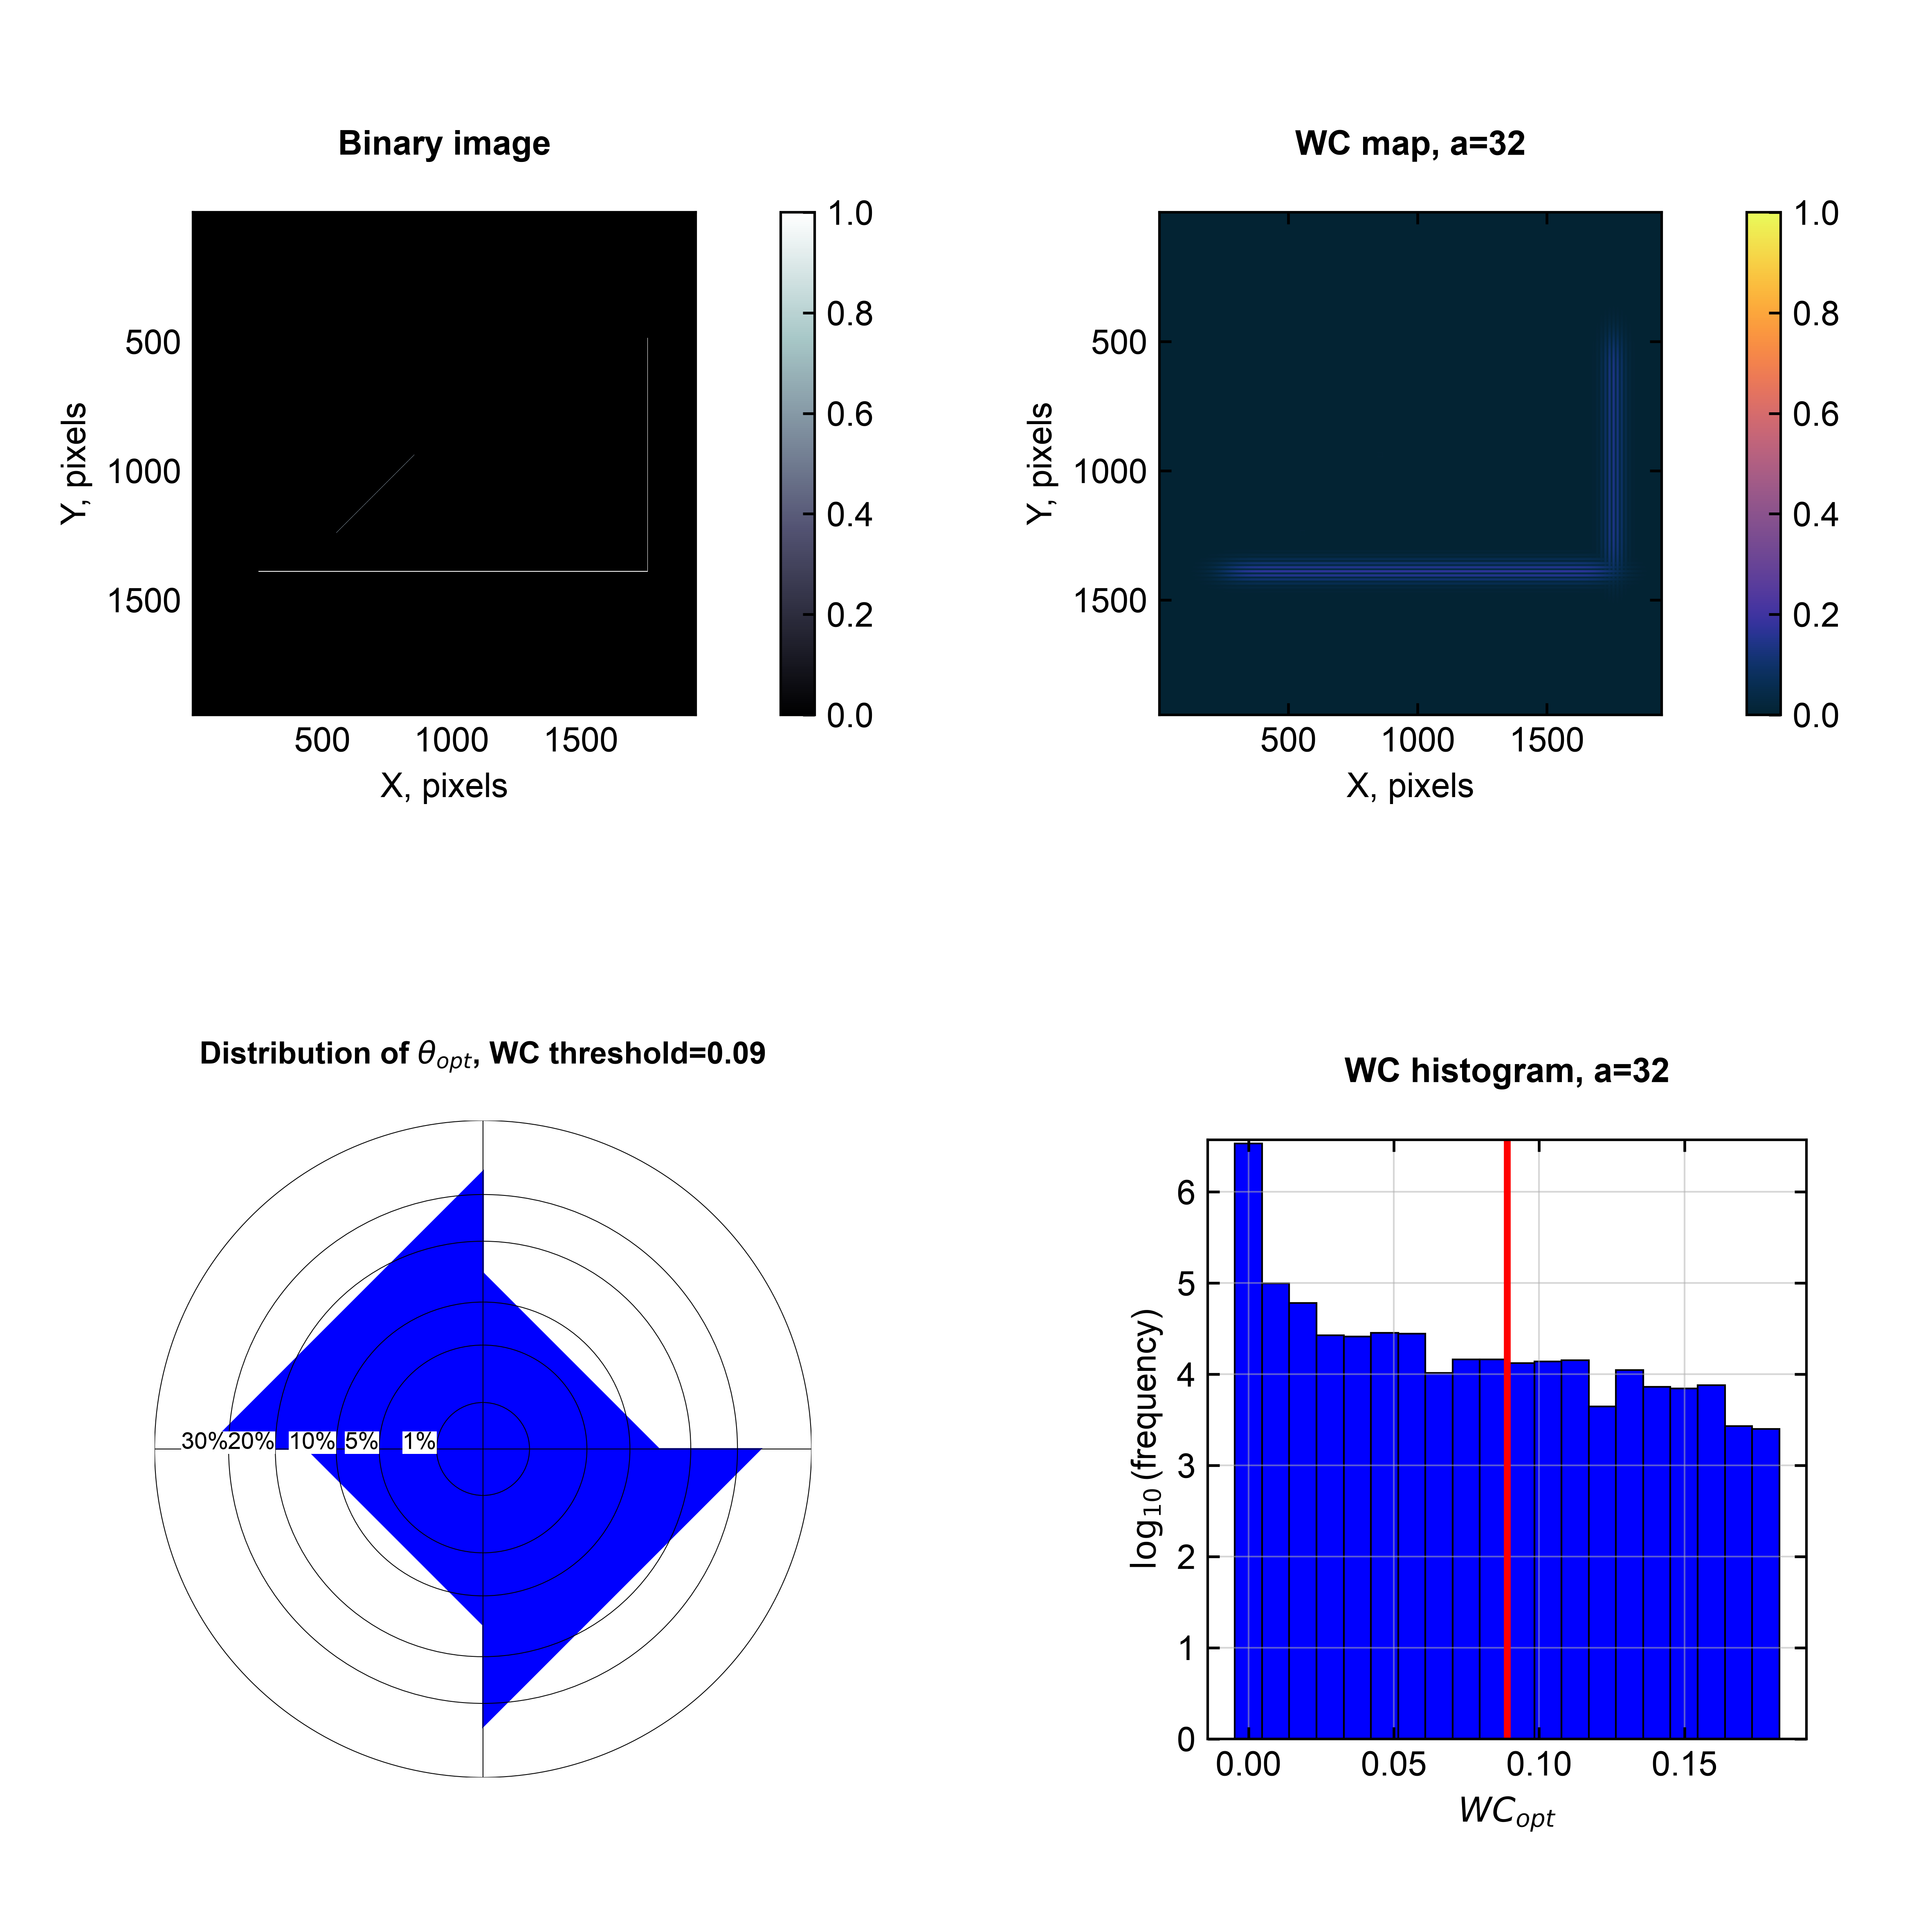 Binary image
1.0
0.8
0.6
0.4
0.2
0.0
500
1000
1500
Y, pixels
500 1000 1500
X, pixels
WC map, a=32
1.0
0.8
0.6
0.4
0.2
0.0
500
1000
1500
Y, pixels
500 1000 1500
X, pixels
Distribution of θopt, WC threshold=0.09
30% 20% 10% 5% 1%
WC histogram, a=32
6
5
4
3
2
1
0
log10 (frequency)
0.00 0.05 0.10 0.15
WCopt